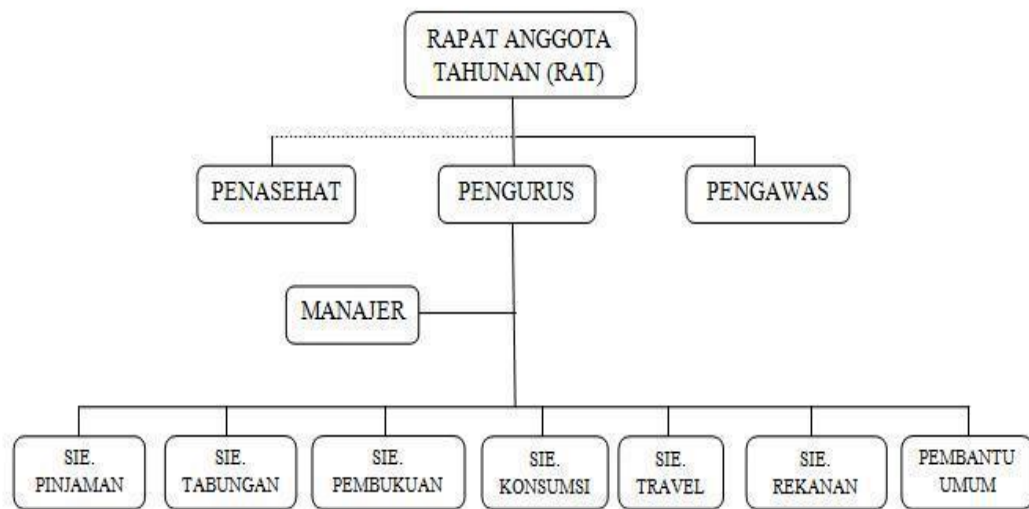 RAPAT ANGGOTA
TAHUNAN (RAT)
PENASEHAT
PENGURUS
PENGAWAS
MANAJER
SIE.
PINJAMAN
SIE.
TABUNGAN
SIE.
PEMBUKUAN
SIE.
KONSUMSI
SIE.
TRAVEL
SIE.
REKANAN
PEMBANTU
UMUM